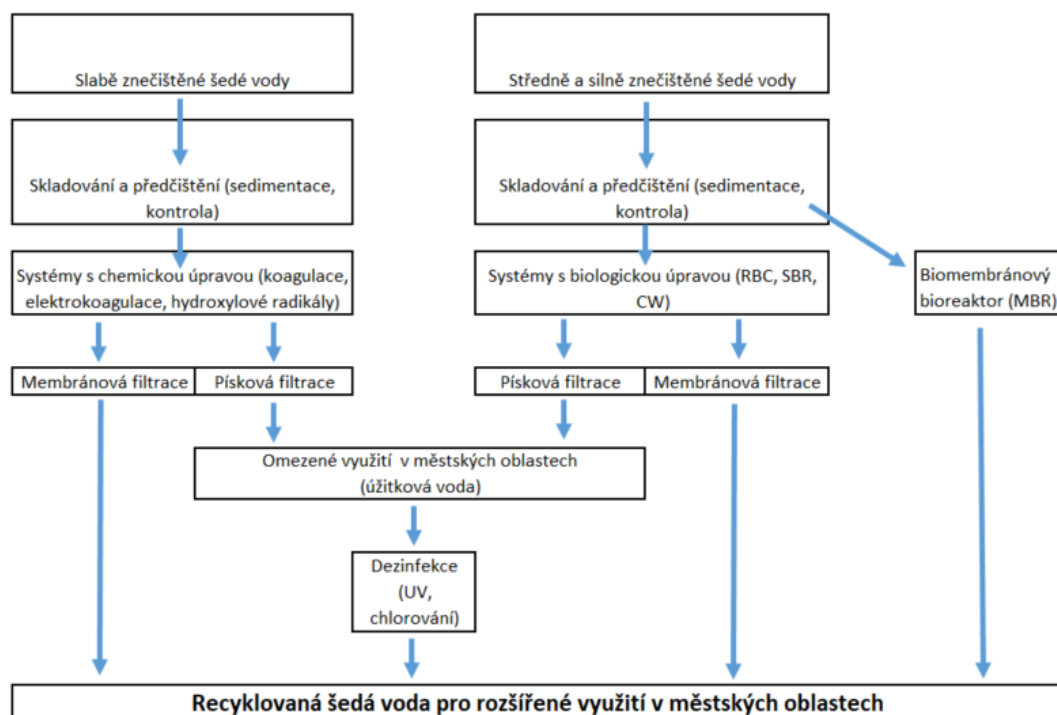 Slabě znečištěné šedé vody
Středně a silně znečištěné šedé vody
Skladování a předčištění (sedimentace,
kontrola)
Skladování a předčištění (sedimentace,
kontrola)
Systémy s chemickou úpravou (koagulace,
elektrokoagulace, hydroxylové radikály)
Systémy s biologickou úpravou (RBC, SBR,
CW)
Biomembránový
bioreaktor (MBR)
Membránová filtrace
Písková filtrace
Písková filtrace
Membránová filtrace
Omezené využití v městských oblastech
(úžitková voda)
Dezinfekce
(UV,
chlorování)
Recyklovaná šedá voda pro rozšířené využití v městských oblastech